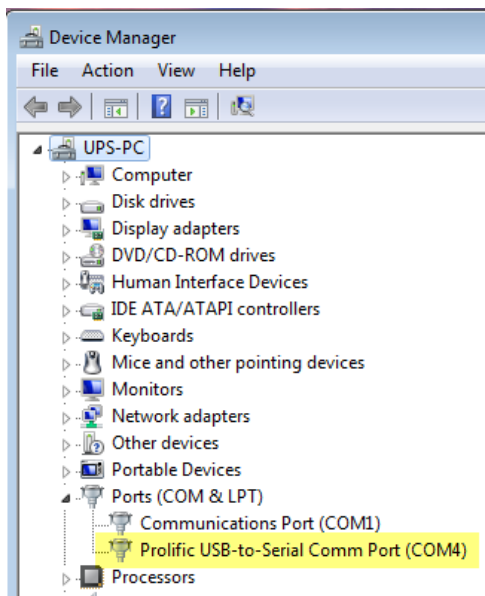 Device Manager
File Action View Help
UPS-PC
Computer
Disk drives
Display adapters
DVD/CD-ROM drives
Human Interface Devices
IDE ATA/ATAPI controllers
Keyboards
Mice and other pointing devices
Monitors
Network adapters
Other devices
Portable Devices
Ports (COM & LPT)
Communications Port (COM1)
Prolific USB-to-Serial Comm Port (COM4)
Processors